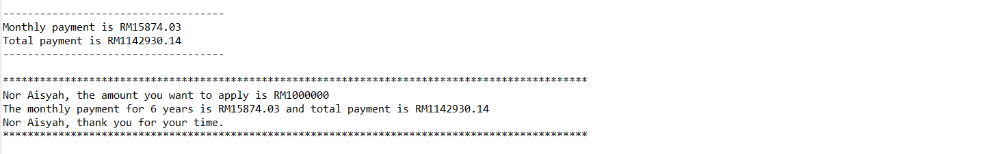 ------------------------------------
Monthly payment is RM15874.03
Total payment is RM1142930.14
------------------------------------
***********************************************************************************************
Nor Aisyah, the amount you want to apply is RM1000000
The monthly payment for 6 years is RM15874.03 and total payment is RM1142930.14
Nor Aisyah, thank you for your time.
***********************************************************************************************